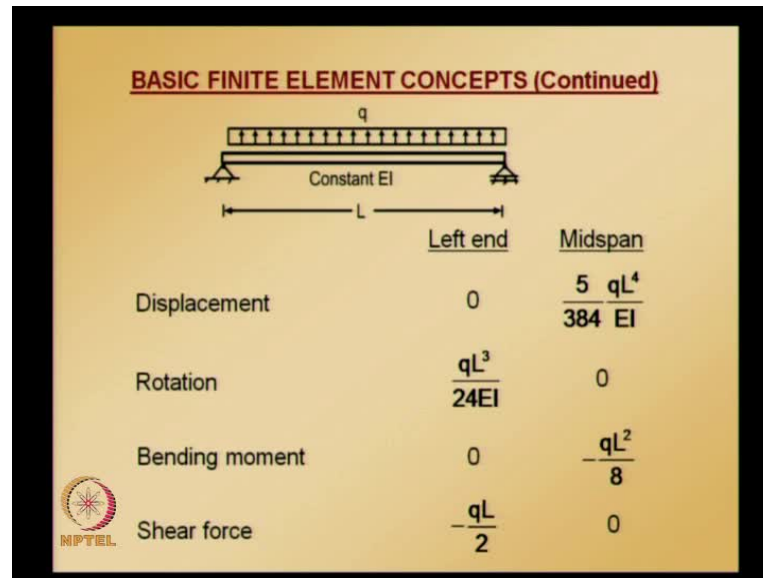 BASIC FINITE ELEMENT CONCEPTS (Continued)
q
Constant EI
L
Left end Midspan
Displacement 0 5/384 qL⁴/EI
Rotation qL³/24EI 0
Bending moment 0 -qL²/8
Shear force -qL/2 0
NPTEL